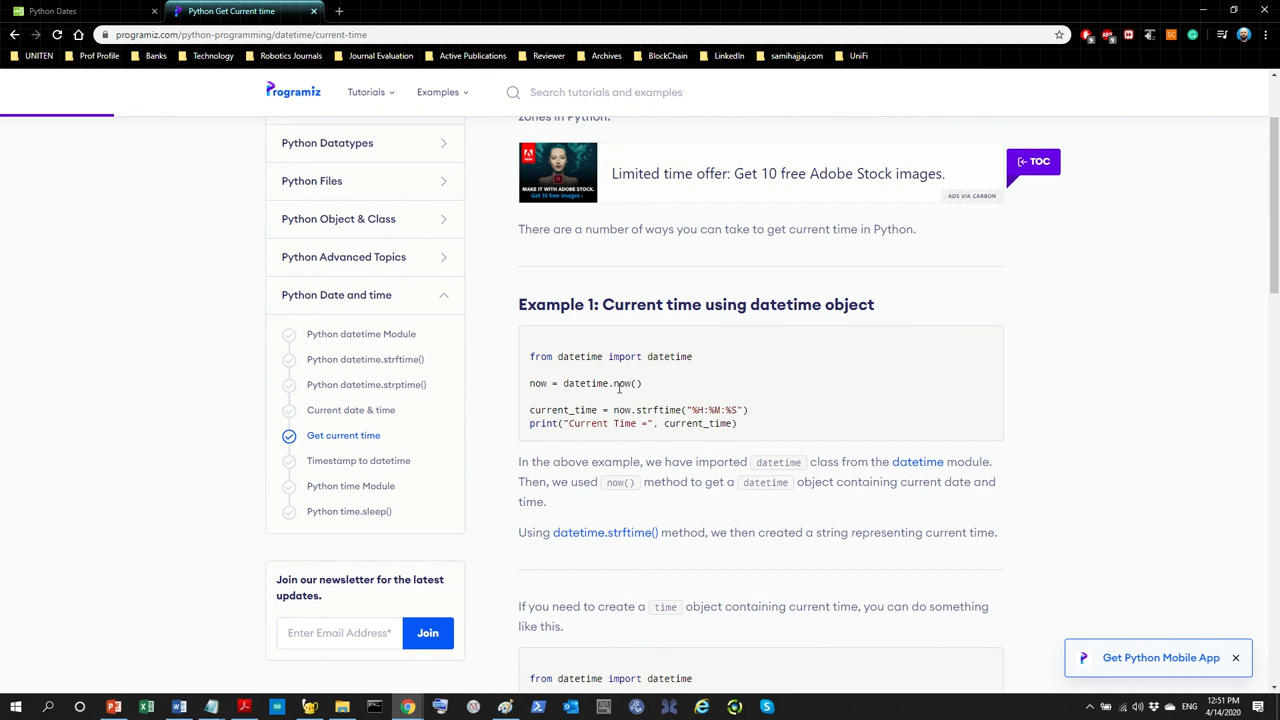 Python Dates
Python Get Current time
programiz.com/python-programming/datetime/current-time
UNITEN
Prof Profile
Banks
Technology
Robotics Journals
Journal Evaluation
Active Publications
Reviewer
Archives
BlockChain
LinkedIn
samihajjaj.com
UniFi
Programiz
Tutorials
Examples
Search tutorials and examples
Python Datatypes
Python Files
Python Object & Class
Python Advanced Topics
Python Date and time
Python datetime Module
Python datetime.strftime()
Python datetime.strptime()
Current date & time
Get current time
Timestamp to datetime
Python time Module
Python time.sleep()
Join our newsletter for the latest
updates.
Enter Email Address*
Join
zones in Python.
MAKE IT WITH ADOBE STOCK.
Get 10 free images ›
Limited time offer: Get 10 free Adobe Stock images.
ADS VIA CARBON
TOC
There are a number of ways you can take to get current time in Python.
Example 1: Current time using datetime object
from datetime import datetime
now = datetime.now()
current_time = now.strftime("%H:%M:%S")
print("Current Time =", current_time)
In the above example, we have imported datetime class from the datetime module.
Then, we used now() method to get a datetime object containing current date and
time.
Using datetime.strftime() method, we then created a string representing current time.
If you need to create a time object containing current time, you can do something
like this.
from datetime import datetime
Get Python Mobile App
12:51 PM
4/14/2020